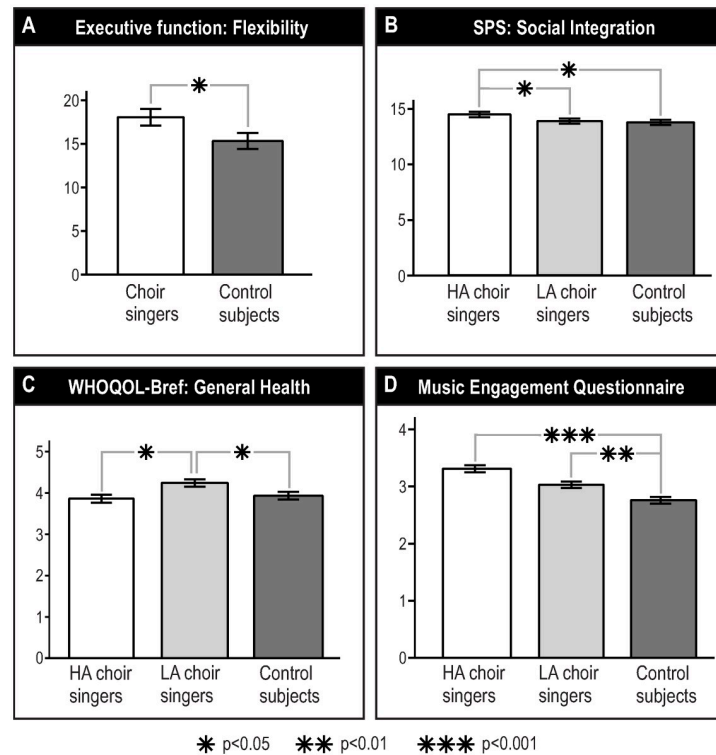 A Executive function: Flexibility
20
15
10
5
0
Choir
singers
Control
subjects
B SPS: Social Integration
15
10
5
0
HA choir
singers
LA choir
singers
Control
subjects
C WHOQOL-Bref: General Health
5
4
3
2
1
0
HA choir
singers
LA choir
singers
Control
subjects
D Music Engagement Questionnaire
4
3
2
1
0
HA choir
singers
LA choir
singers
Control
subjects
✱ p<0.05 ✱✱ p<0.01 ✱✱✱ p<0.001